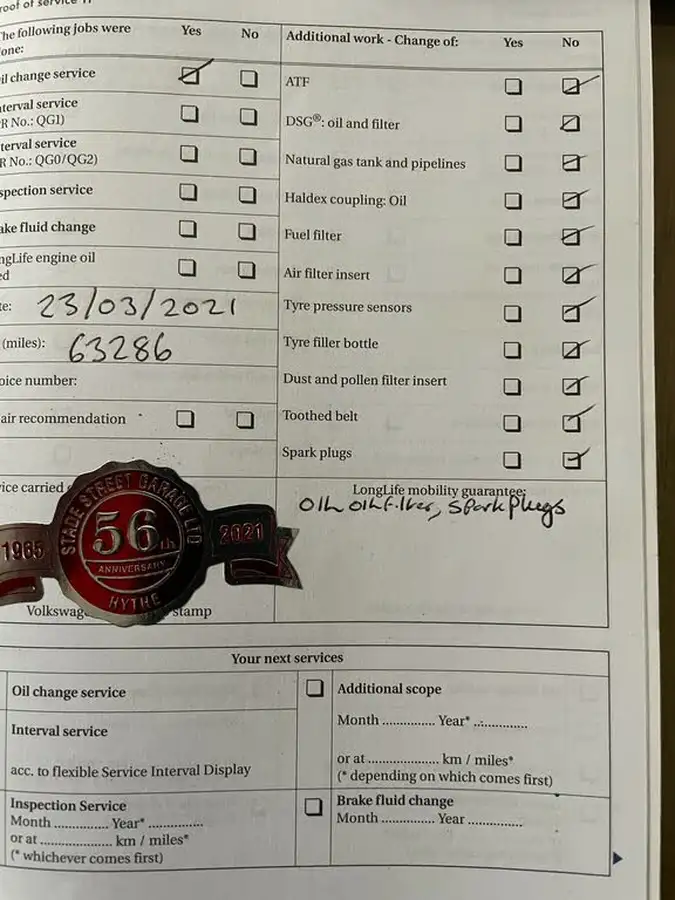 roof of service
he following jobs were Yes No
one:
il change service
terval service
R No.: QG1)
terval service
R No.: QG0/QG2)
spection service
ake fluid change
ngLife engine oil
ed
te: 23/03/2021
(miles): 63286
oice number:
air recommendation
vice carried
STADE STREET GARAGE LTD
1965 56th 2021
ANNIVERSARY
HYTHE
Volkswag stamp
Additional work - Change of: Yes No
ATF
DSG®: oil and filter
Natural gas tank and pipelines
Haldex coupling: Oil
Fuel filter
Air filter insert
Tyre pressure sensors
Tyre filler bottle
Dust and pollen filter insert
Toothed belt
Spark plugs
LongLife mobility guarantee:
OIL OIL Filter, Spark Plugs
Your next services
Oil change service
Interval service
acc. to flexible Service Interval Display
Inspection Service
Month .............. Year* ..............
or at .................. km / miles*
(* whichever comes first)
Additional scope
Month .............. Year* ..............
or at .................. km / miles*
(* depending on which comes first)
Brake fluid change
Month .............. Year ..............